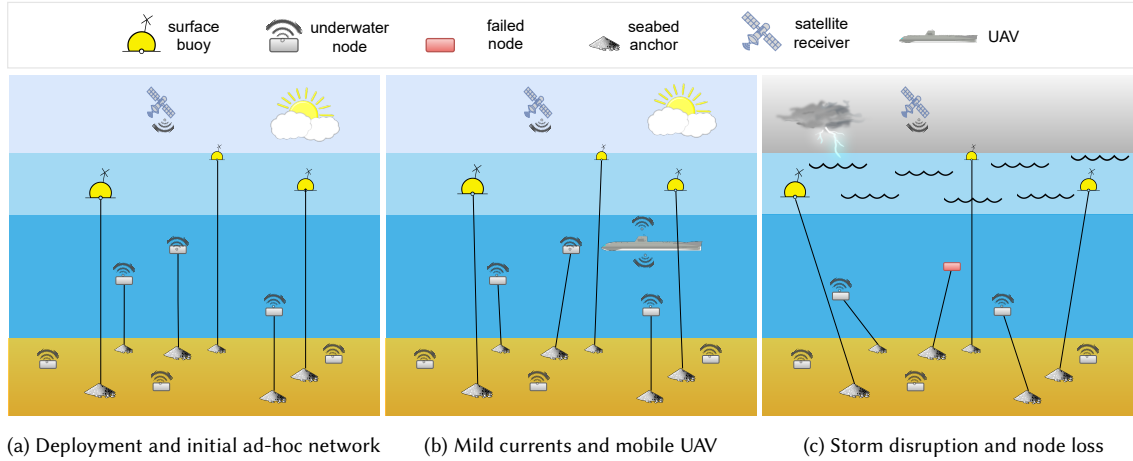 surface buoy
underwater node
failed node
seabed anchor
satellite receiver
UAV
(a) Deployment and initial ad-hoc network
(b) Mild currents and mobile UAV
(c) Storm disruption and node loss